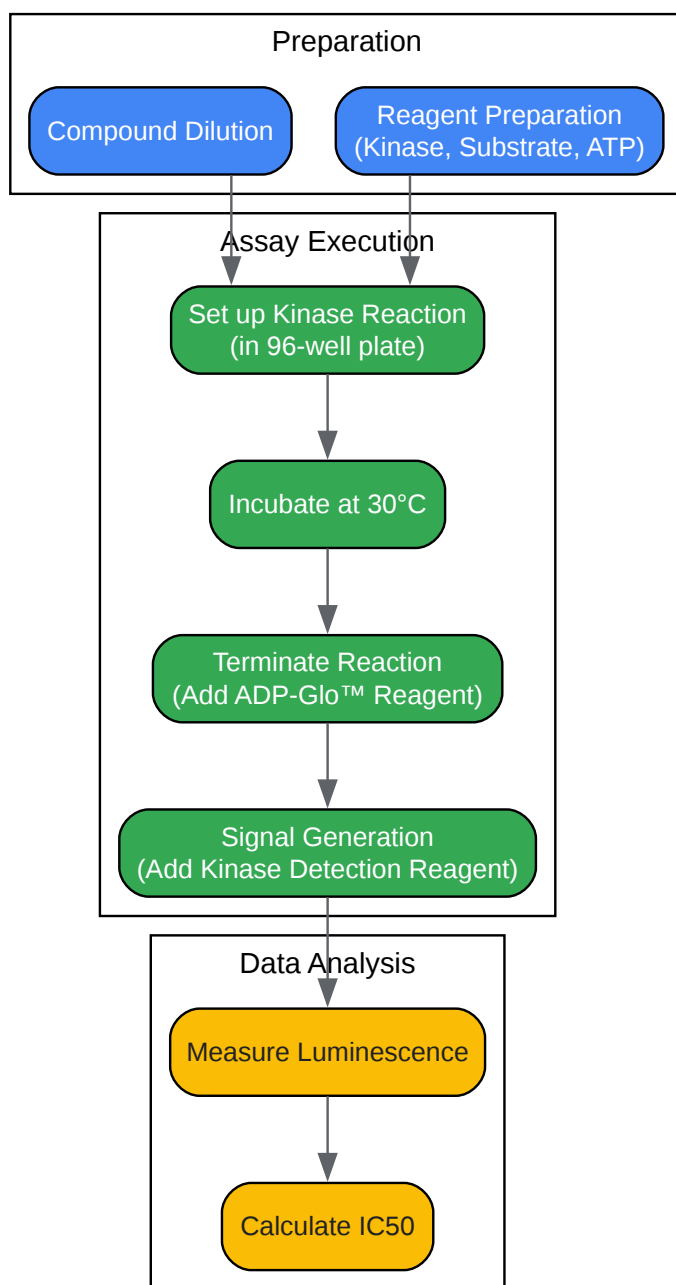 Preparation
Compound Dilution
Reagent Preparation
(Kinase, Substrate, ATP)
Assay Execution
Set up Kinase Reaction
(in 96-well plate)
Incubate at 30°C
Terminate Reaction
(Add ADP-Glo™ Reagent)
Signal Generation
(Add Kinase Detection Reagent)
Data Analysis
Measure Luminescence
Calculate IC50